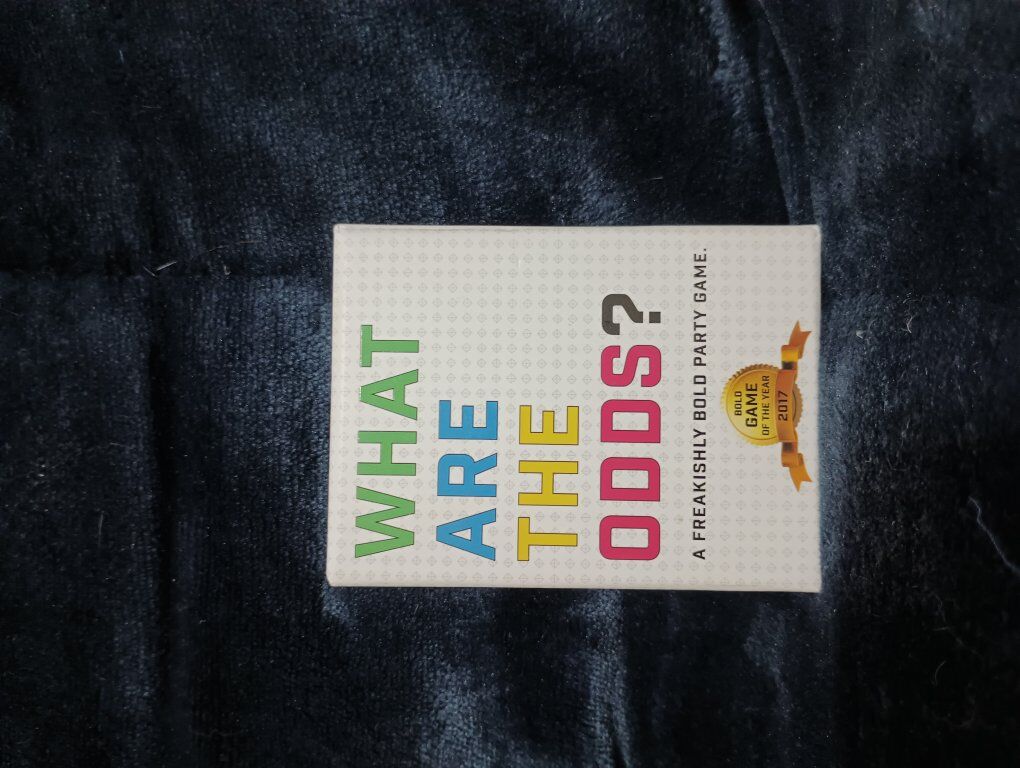 WHAT
ARE
THE
ODDS?
A FREAKISHLY BOLD PARTY GAME.
BOLD
GAME
OF THE YEAR
2017